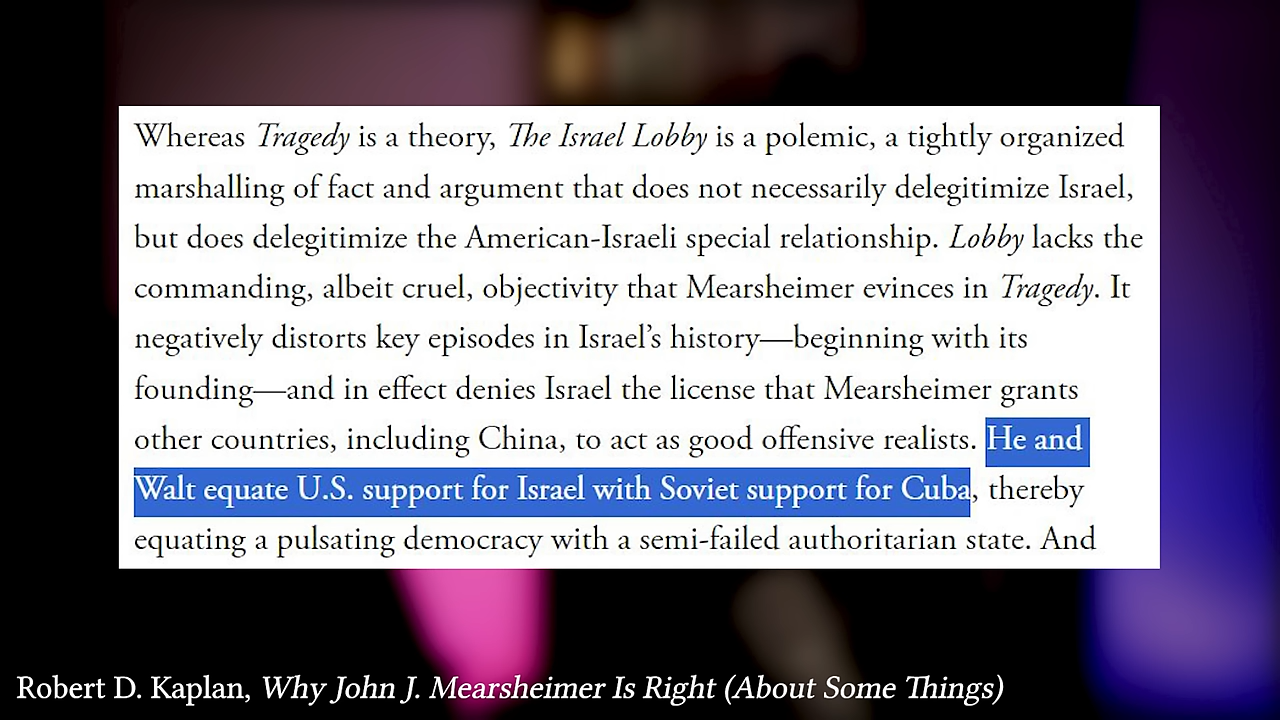 Whereas Tragedy is a theory, The Israel Lobby is a polemic, a tightly organized
marshalling of fact and argument that does not necessarily delegitimize Israel,
but does delegitimize the American-Israeli special relationship. Lobby lacks the
commanding, albeit cruel, objectivity that Mearsheimer evinces in Tragedy. It
negatively distorts key episodes in Israel’s history—beginning with its
founding—and in effect denies Israel the license that Mearsheimer grants
other countries, including China, to act as good offensive realists. He and
Walt equate U.S. support for Israel with Soviet support for Cuba, thereby
equating a pulsating democracy with a semi-failed authoritarian state. And
Robert D. Kaplan, Why John J. Mearsheimer Is Right (About Some Things)